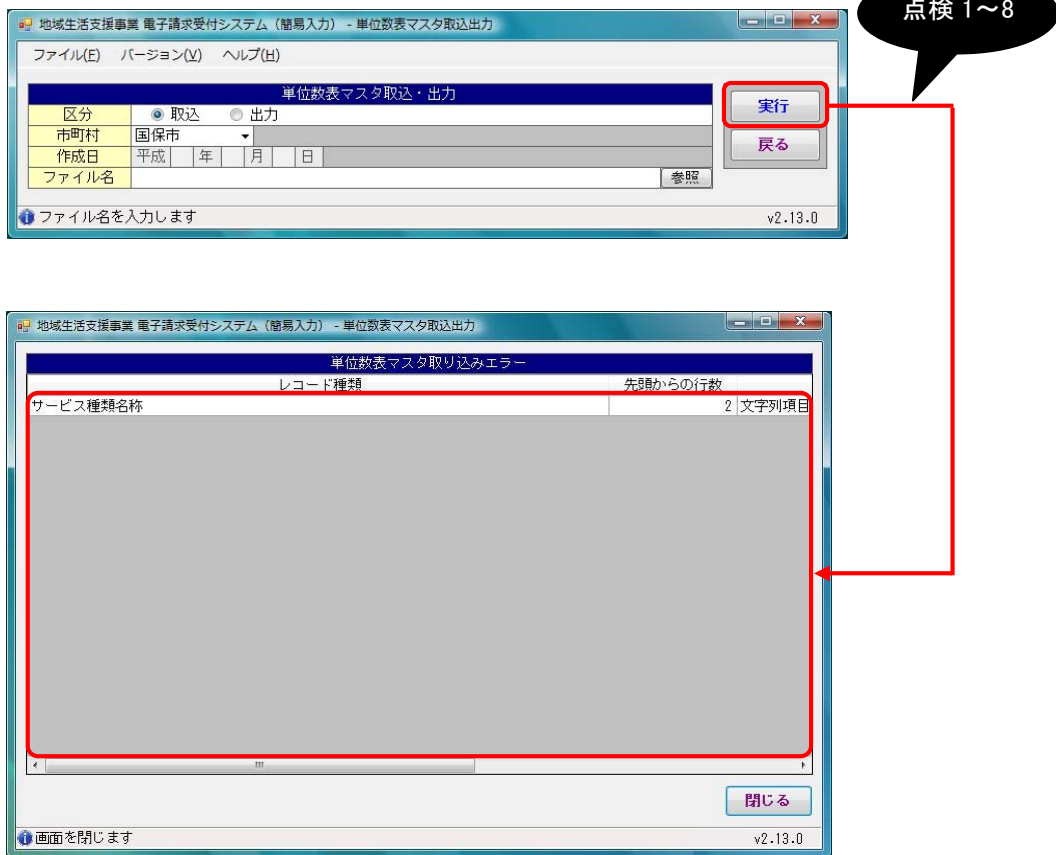 点検 1～8
地域生活支援事業 電子請求受付システム（簡易入力） - 単位数表マスタ取込出力
ファイル(F) バージョン(V) ヘルプ(H)
単位数表マスタ取込・出力
区分 取込 出力
実行
市町村 国保市
戻る
作成日 平成 年 月 日
ファイル名 参照
ファイル名を入力します v2.13.0
地域生活支援事業 電子請求受付システム（簡易入力） - 単位数表マスタ取込出力
単位数表マスタ取り込みエラー
レコード種類 先頭からの行数
サービス種類名称 2 文字列項目
閉じる
画面を閉じます v2.13.0